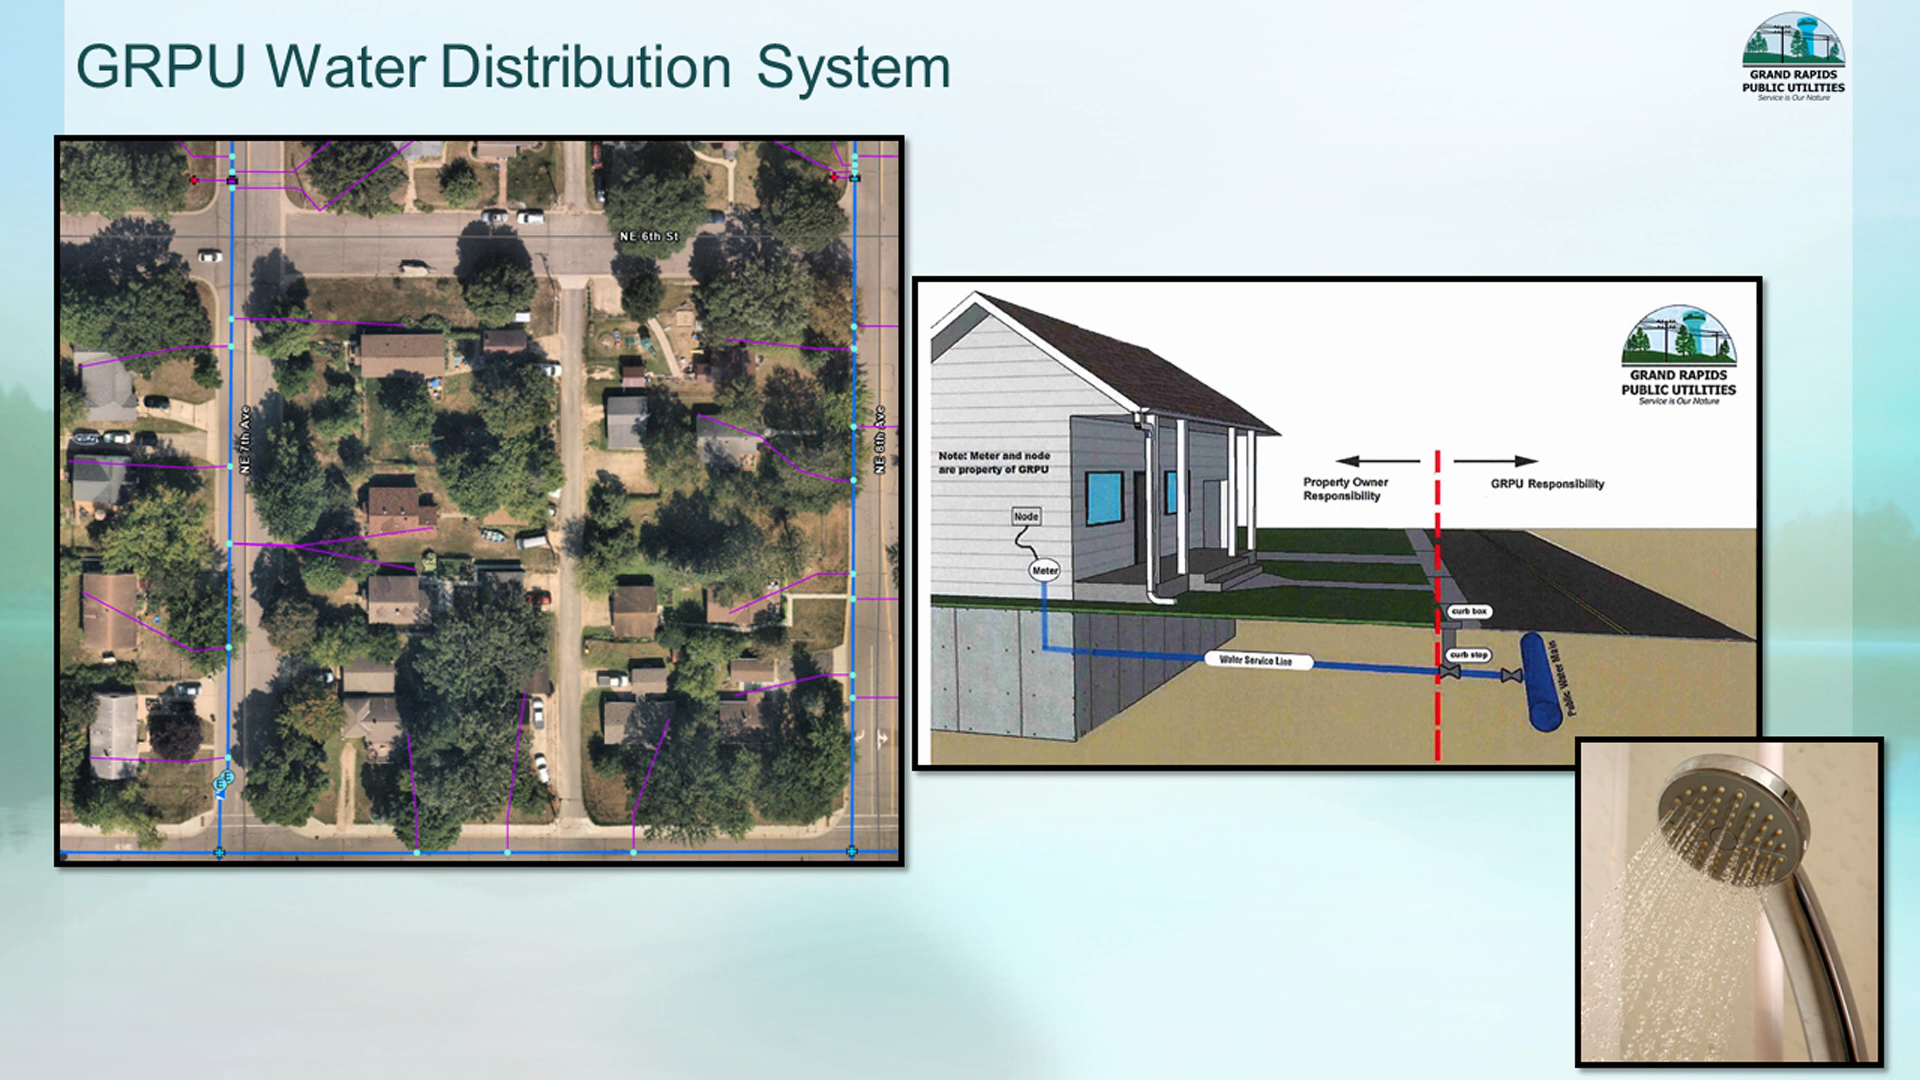 GRPU Water Distribution System
GRAND RAPIDS
PUBLIC UTILITIES
Service is Our Nature
NE 6th St
NE 7th Ave
NE 8th Ave
E
E
GRAND RAPIDS
PUBLIC UTILITIES
Service is Our Nature
Note: Meter and node
are property of GRPU
Property Owner
Responsibility
GRPU Responsibility
Node
Meter
curb box
curb stop
Water Service Line
Public Water Main